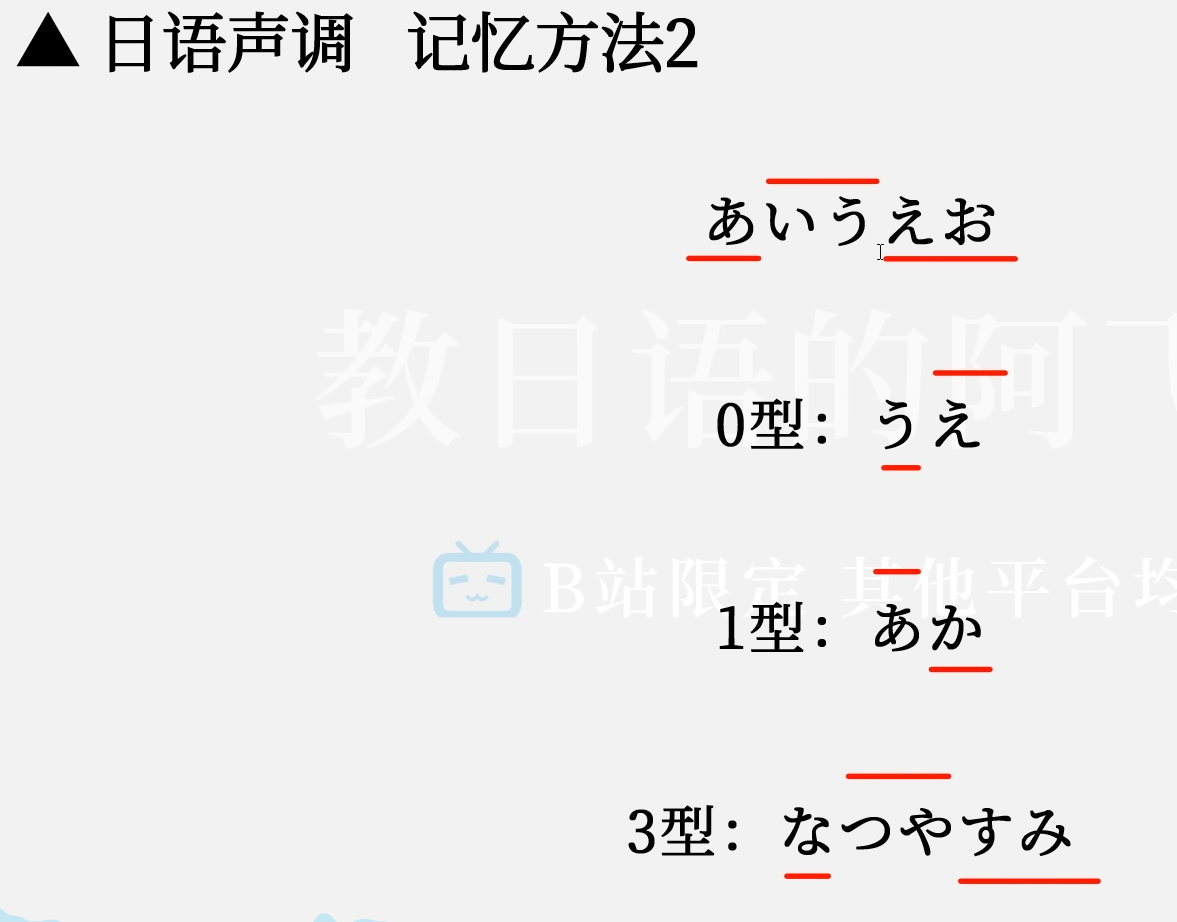 ▲日语声调 记忆方法2
あいうえお
教日语的阿
0型：うえ
B站限定 其他平台均
1型：あか
3型：なつやすみ